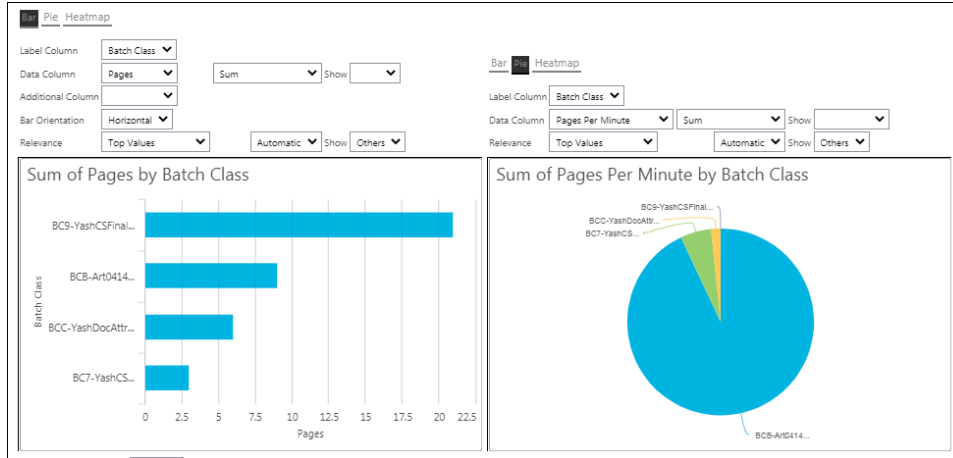 Bar Pie Heatmap
Label Column Batch Class
Data Column Pages Sum Show
Additional Column
Bar Orientation Horizontal
Relevance Top Values Automatic Show Others
Sum of Pages by Batch Class
Batch Class
BC9-YashCSFinal...
BCB-Art0414...
BCC-YashDocAttr...
BC7-YashCS...
0 2.5 5 7.5 10 12.5 15 17.5 20 22.5
Pages
Bar Pie Heatmap
Label Column Batch Class
Data Column Pages Per Minute Sum Show
Relevance Top Values Automatic Show Others
Sum of Pages Per Minute by Batch Class
BC9-YashCSFinal...
BCC-YashDocAttr...
BC7-YashCS...
BCB-Art0414...